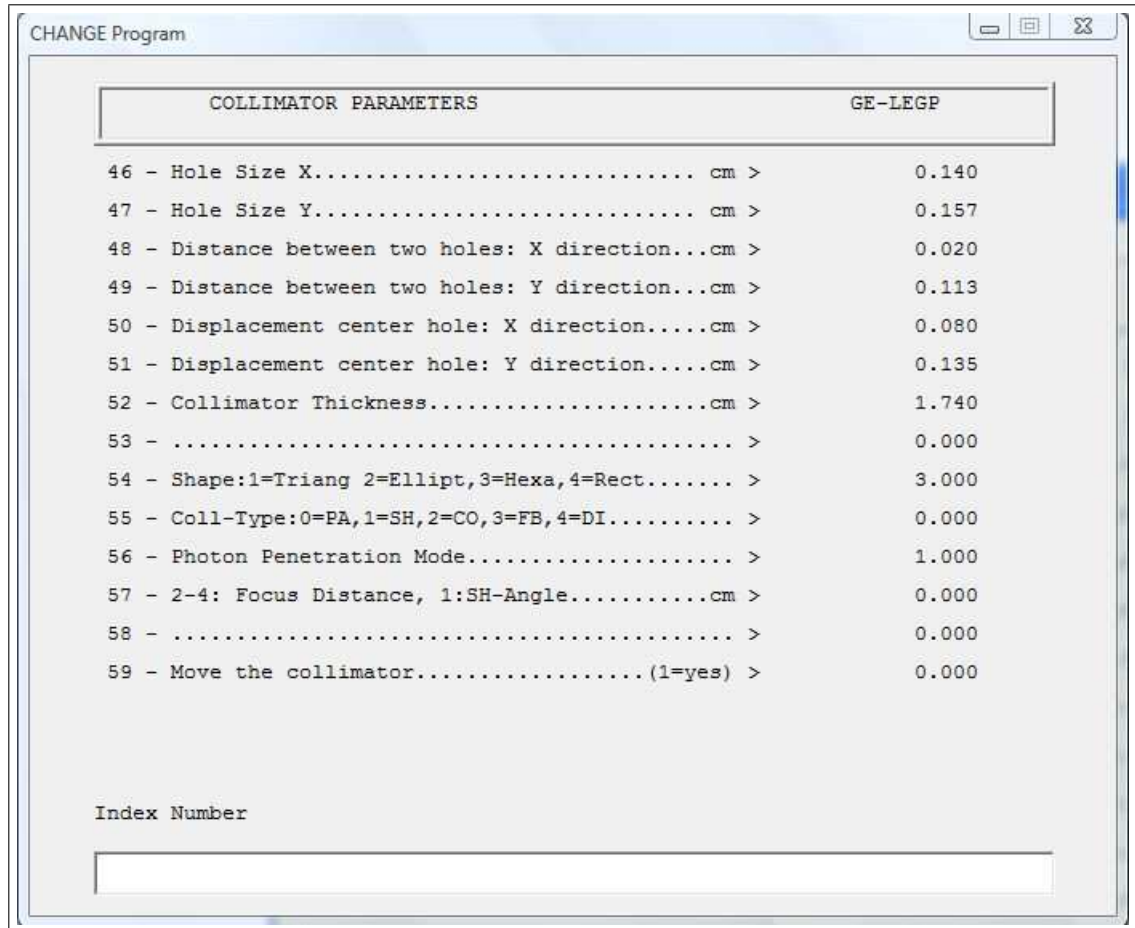 CHANGE Program
COLLIMATOR PARAMETERS GE-LEGP
46 - Hole Size X.............................. cm > 0.140
47 - Hole Size Y.............................. cm > 0.157
48 - Distance between two holes: X direction...cm > 0.020
49 - Distance between two holes: Y direction...cm > 0.113
50 - Displacement center hole: X direction.....cm > 0.080
51 - Displacement center hole: Y direction.....cm > 0.135
52 - Collimator Thickness......................cm > 1.740
53 - ............................................ > 0.000
54 - Shape:1=Triang 2=Ellipt,3=Hexa,4=Rect....... > 3.000
55 - Coll-Type:0=PA,1=SH,2=CO,3=FB,4=DI.......... > 0.000
56 - Photon Penetration Mode..................... > 1.000
57 - 2-4: Focus Distance, 1:SH-Angle...........cm > 0.000
58 - ............................................ > 0.000
59 - Move the collimator..................(1=yes) > 0.000
Index Number